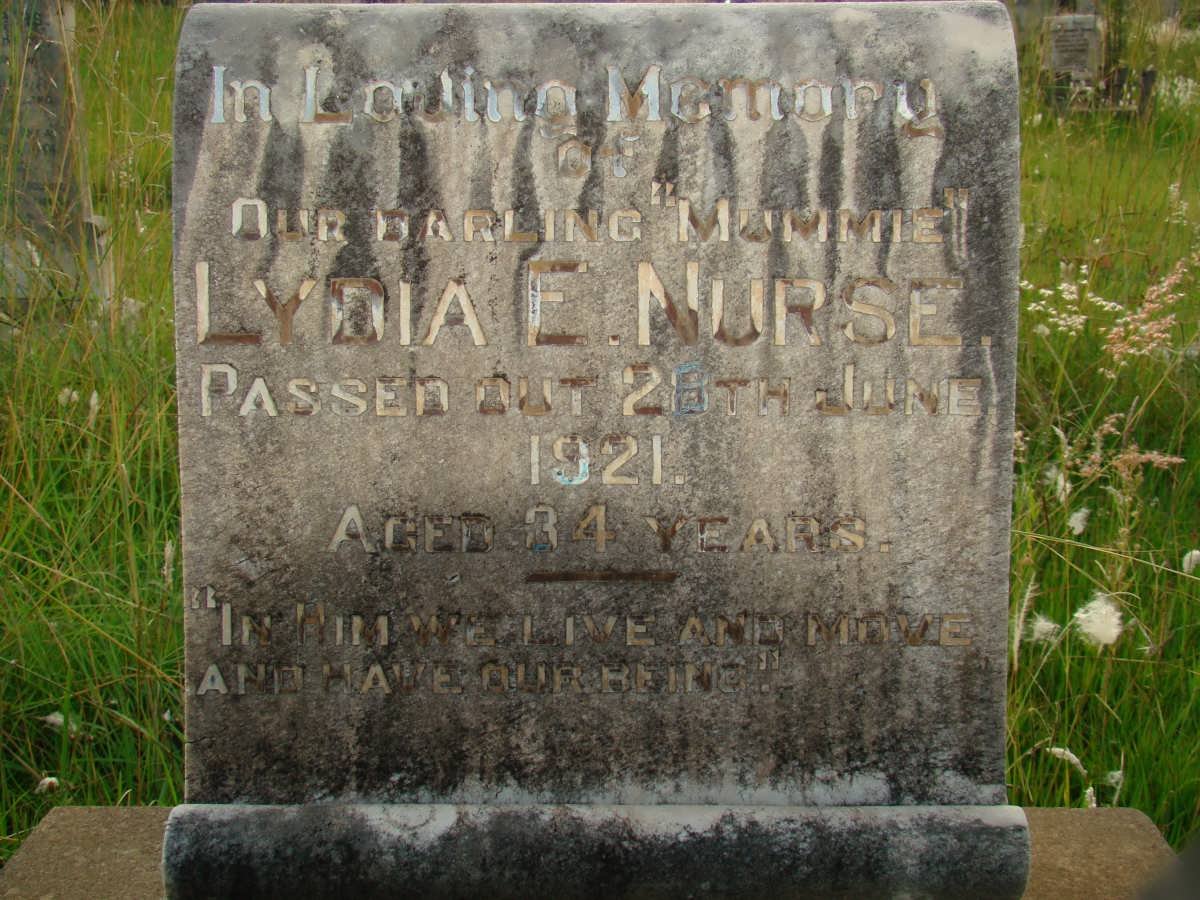 In Loving Memory
of
OUR DARLING "MUMMIE"
LYDIA E. NURSE.
PASSED OUT 28TH JUNE
1921.
AGED 34 YEARS.
"IN HIM WE LIVE AND MOVE
AND HAVE OUR BEING".